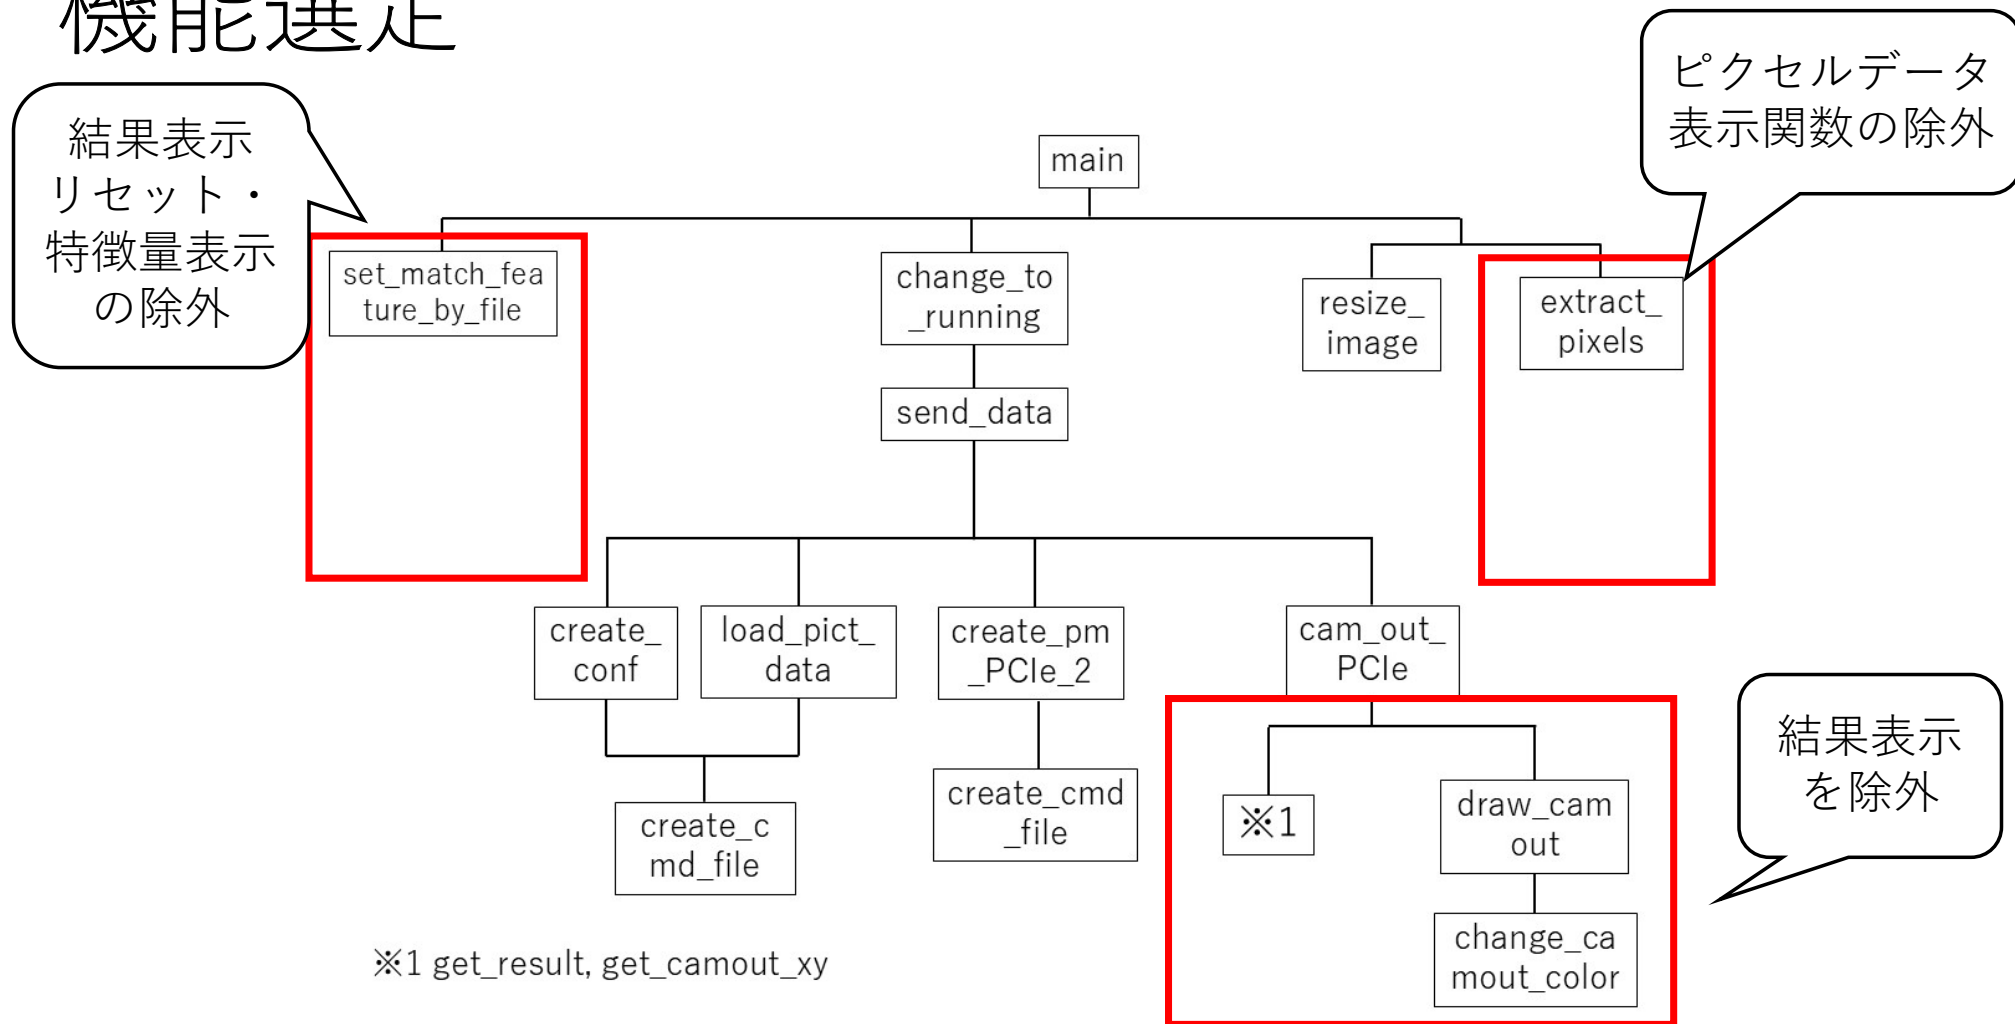 機能選定
結果表示
リセット・
特徴量表示
の除外
ピクセルデータ
表示関数の除外
main
set_match_fea
ture_by_file
change_to
_running
resize_
image
extract_
pixels
send_data
create_
conf
load_pict_
data
create_pm
_PCIe_2
cam_out_
PCIe
create_c
md_file
create_cmd
_file
※1
draw_cam
out
change_ca
mout_color
結果表示
を除外
※1 get_result, get_camout_xy